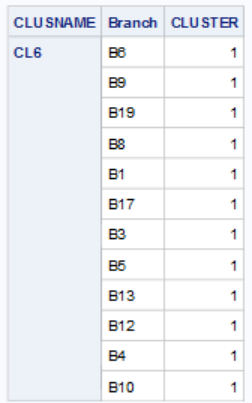 CLUSNAME Branch CLUSTER
CL6 B6 1
B9 1
B19 1
B8 1
B1 1
B17 1
B3 1
B5 1
B13 1
B12 1
B4 1
B10 1